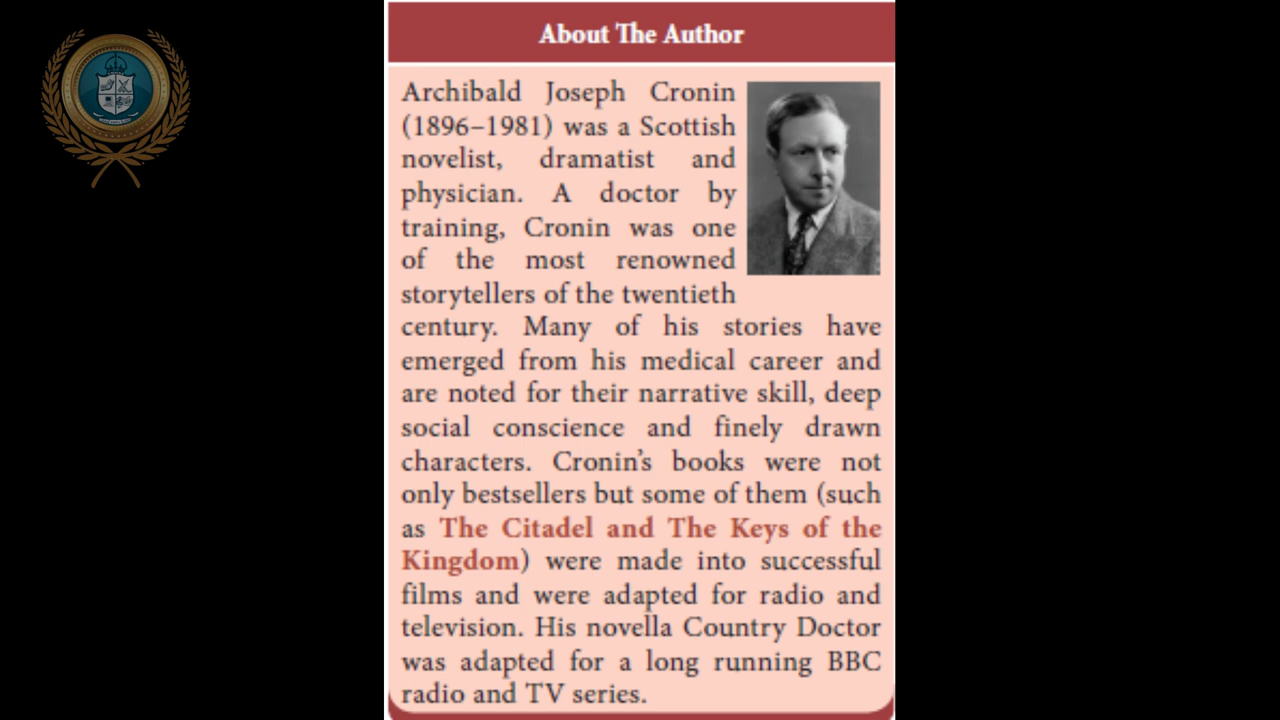 About The Author
Archibald Joseph Cronin
(1896–1981) was a Scottish
novelist, dramatist and
physician. A doctor by
training, Cronin was one
of the most renowned
storytellers of the twentieth
century. Many of his stories have
emerged from his medical career and
are noted for their narrative skill, deep
social conscience and finely drawn
characters. Cronin’s books were not
only bestsellers but some of them (such
as The Citadel and The Keys of the
Kingdom) were made into successful
films and were adapted for radio and
television. His novella Country Doctor
was adapted for a long running BBC
radio and TV series.